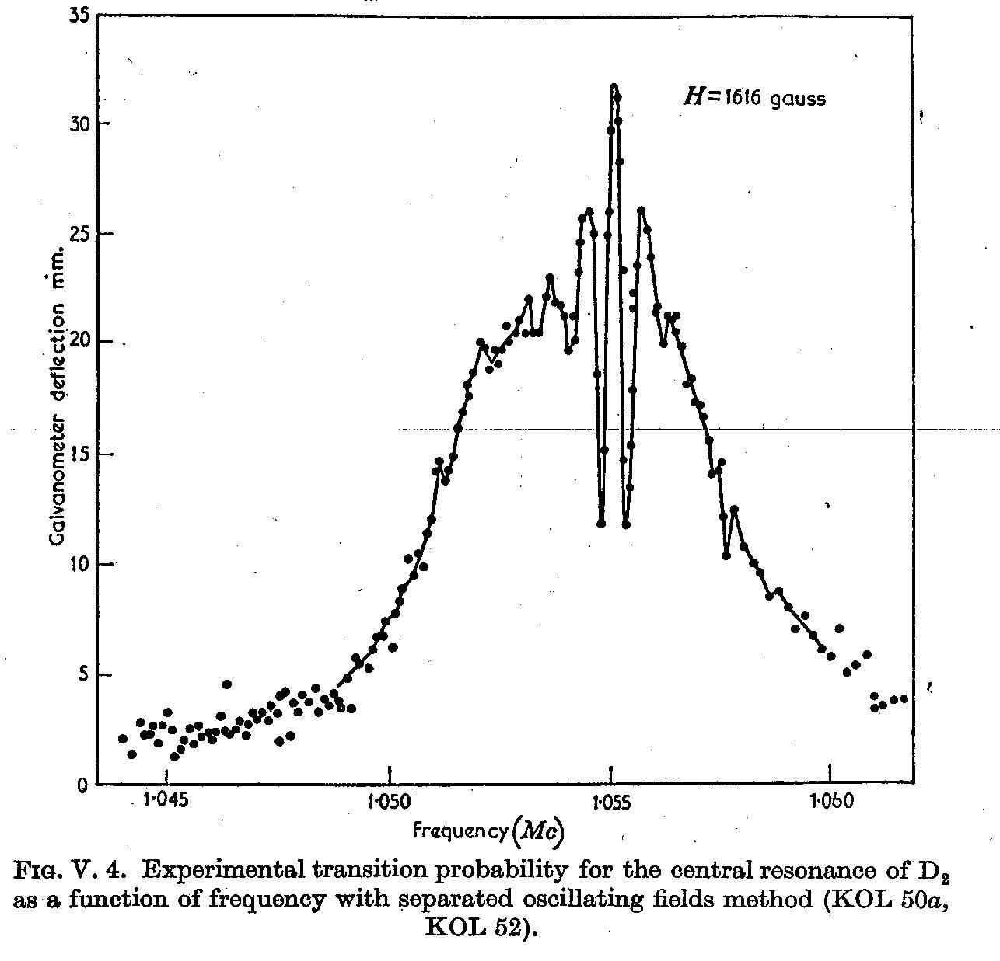 35
30
25
20
15
10
5
0
Galvanometer deflection mm.
H=1616 gauss
1·045 1·050 1·055 1·060
Frequency (Mc)
FIG. V. 4. Experimental transition probability for the central resonance of D₂
as a function of frequency with separated oscillating fields method (KOL 50a,
KOL 52).